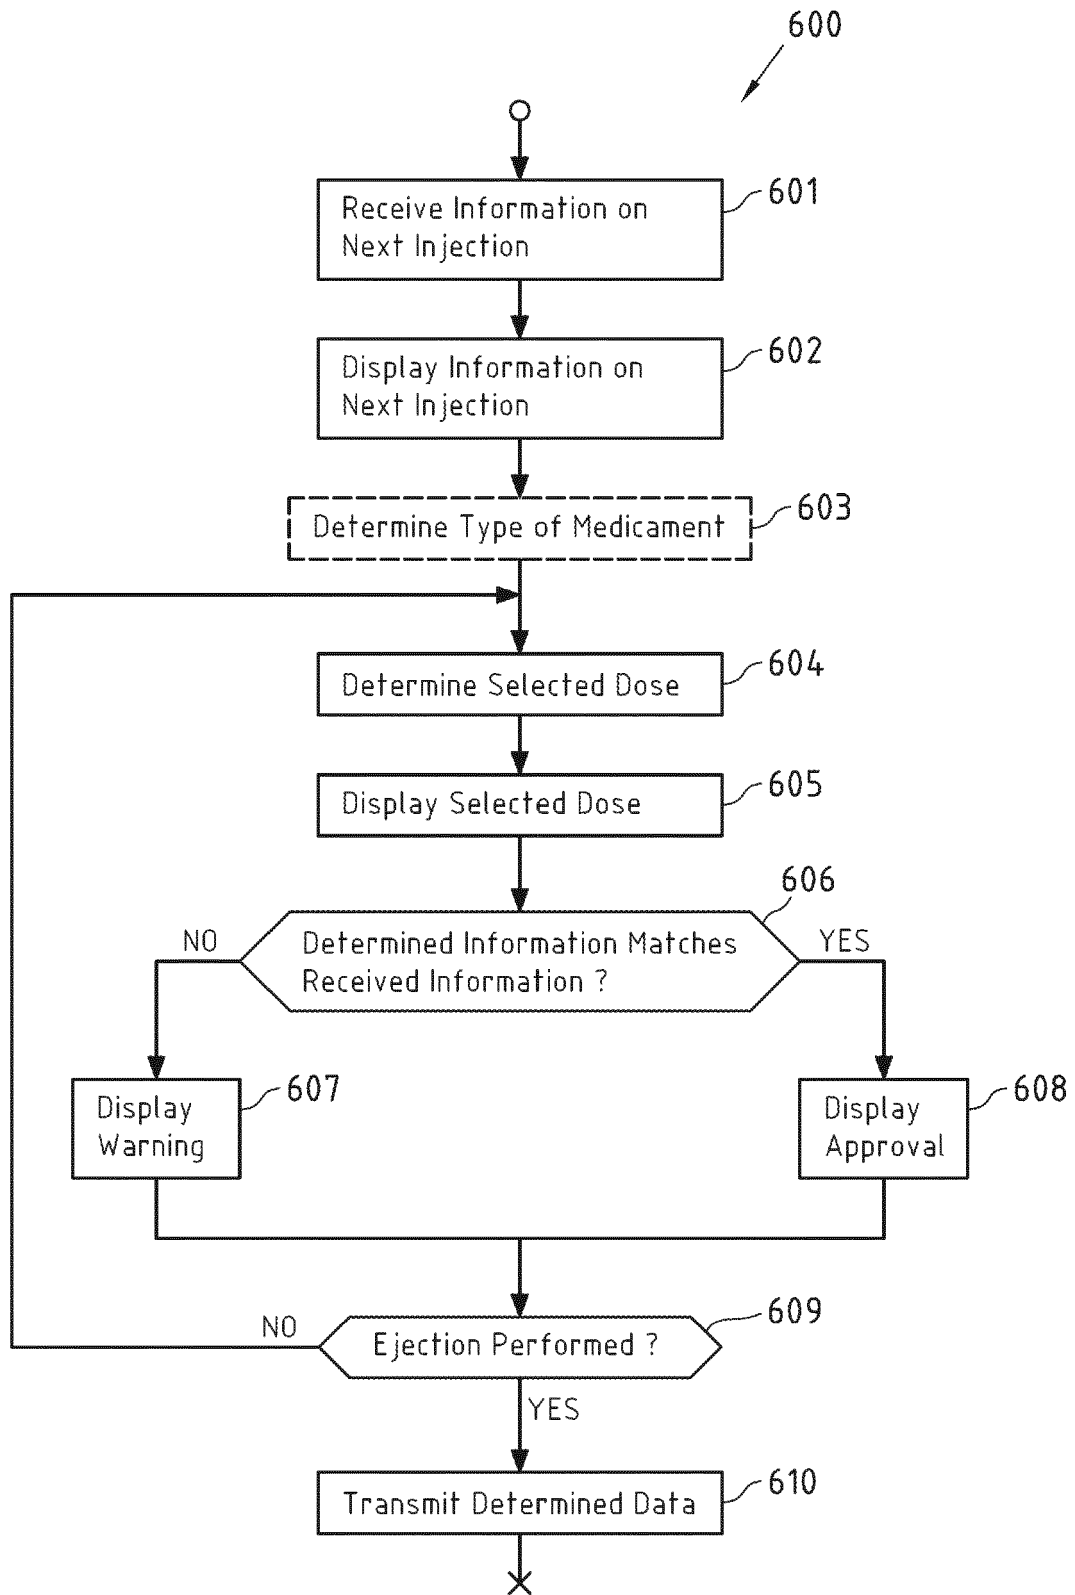 600
601
Receive Information on
Next Injection
602
Display Information on
Next Injection
603
Determine Type of Medicament
604
Determine Selected Dose
605
Display Selected Dose
606
NO
Determined Information Matches
Received Information ?
YES
607
Display
Warning
608
Display
Approval
609
NO
Ejection Performed ?
YES
610
Transmit Determined Data